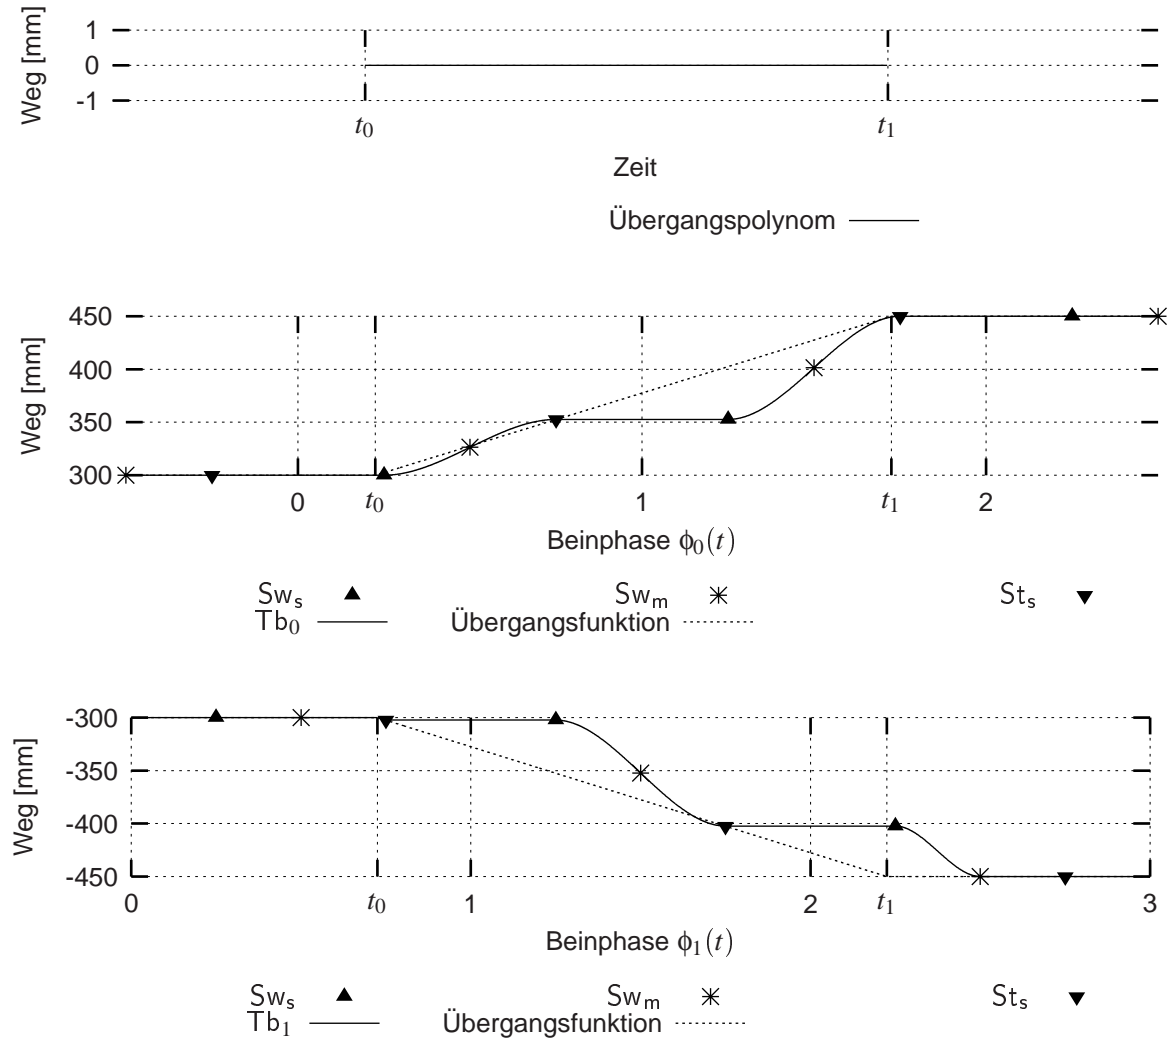 Weg [mm]
1
0
-1
t0 t1
Zeit
Übergangspolynom
Weg [mm]
450
400
350
300
0 t0 1 t1 2
Beinphase ϕ0(t)
Sws Swm Sts
Tb0 Übergangsfunktion
Weg [mm]
-300
-350
-400
-450
0 t0 1 2 t1 3
Beinphase ϕ1(t)
Sws Swm Sts
Tb1 Übergangsfunktion